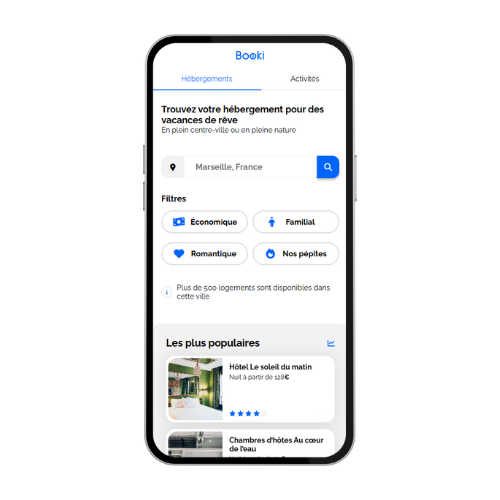 Booki
Hébergements
Activités
Trouvez votre hébergement pour des
vacances de rêve
En plein centre-ville ou en pleine nature
Marseille, France
Filtres
Économique
Familial
Romantique
Nos pépites
Plus de 500 logements sont disponibles dans
cette ville
Les plus populaires
Hôtel Le soleil du matin
Nuit à partir de 128€
Chambres d'hôtes Au cœur
de l'eau